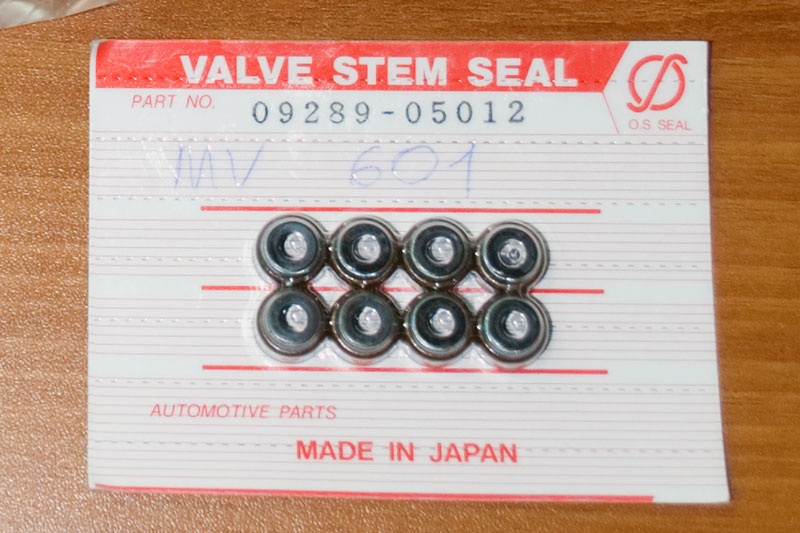 VALVE STEM SEAL
PART NO. 09289-05012
O.S SEAL
MV 601
AUTOMOTIVE PARTS
MADE IN JAPAN